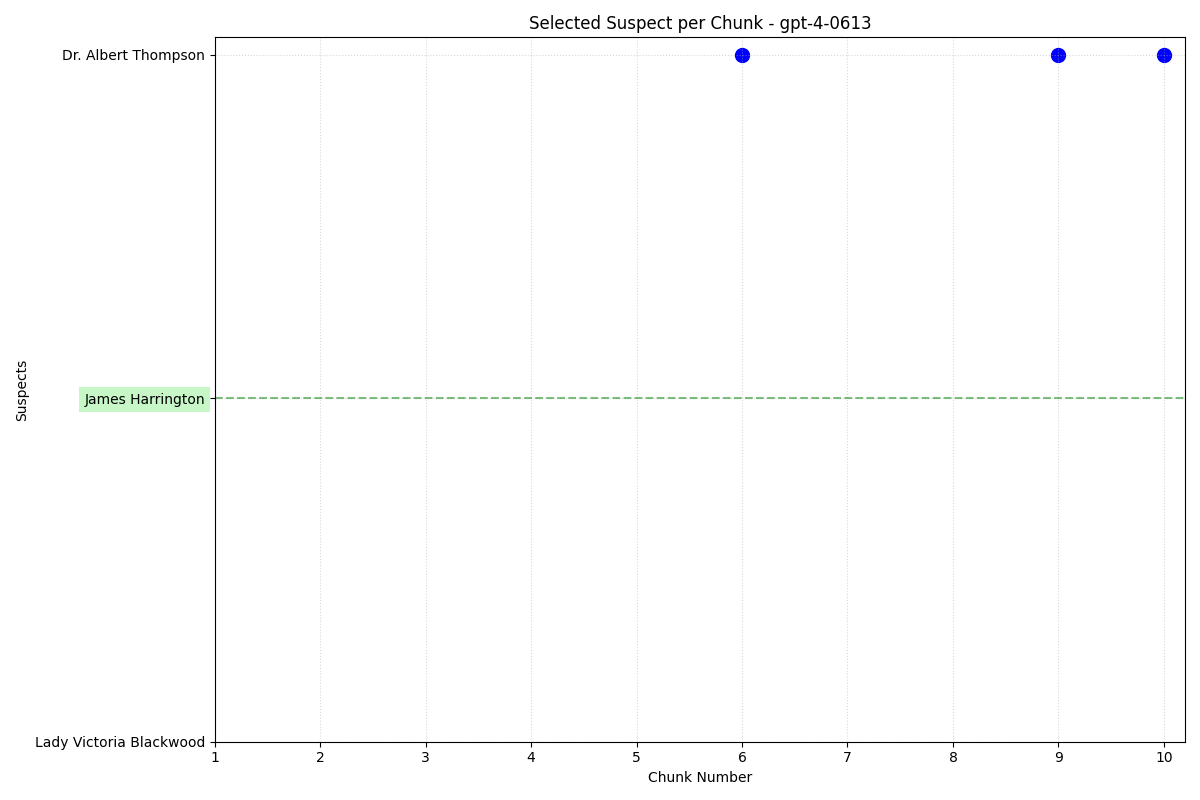 Selected Suspect per Chunk - gpt-4-0613
Dr. Albert Thompson
James Harrington
Lady Victoria Blackwood
Suspects
1 2 3 4 5 6 7 8 9 10
Chunk Number